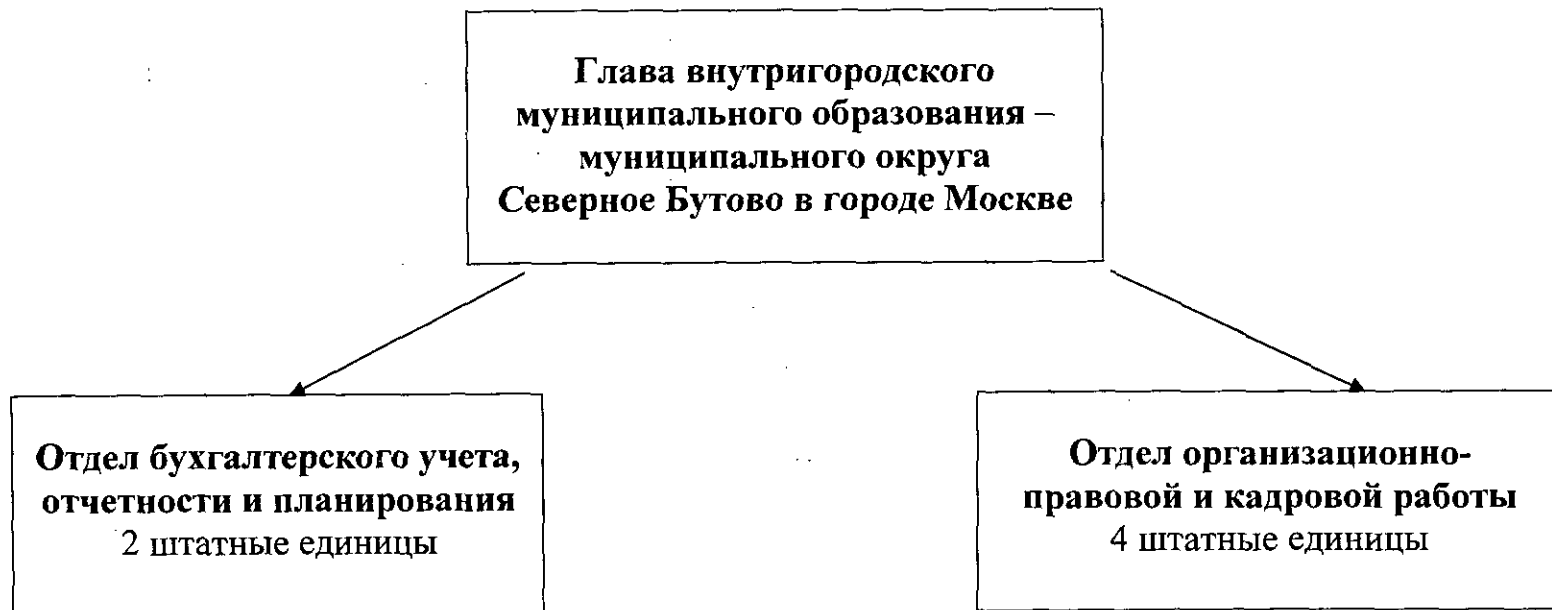 Глава внутригородского
муниципального образования –
муниципального округа
Северное Бутово в городе Москве
Отдел бухгалтерского учета,
отчетности и планирования
2 штатные единицы
Отдел организационно-
правовой и кадровой работы
4 штатные единицы